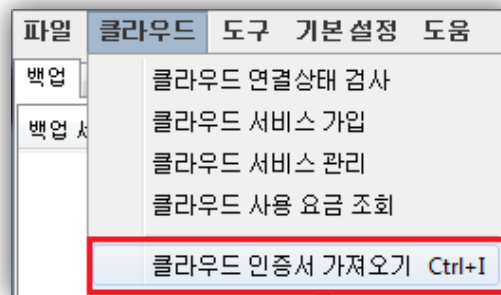 파일 클라우드 도구 기본 설정 도움
백업
클라우드 연결상태 검사
백업
클라우드 서비스 가입
클라우드 서비스 관리
클라우드 사용 요금 조회
클라우드 인증서 가져오기 Ctrl+I